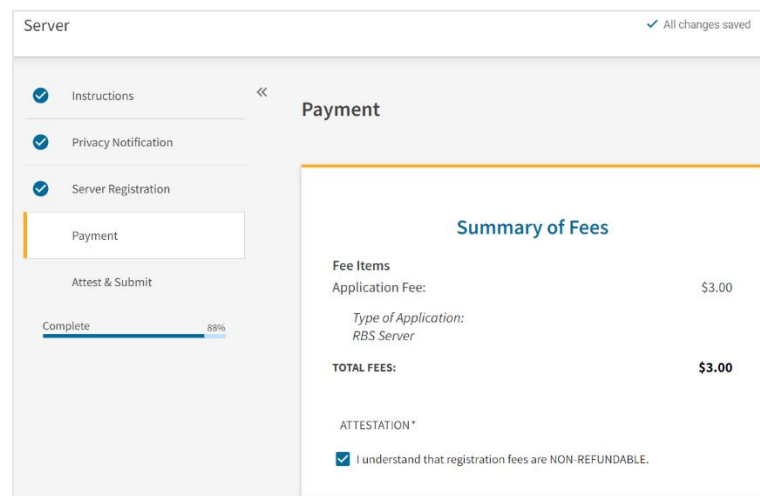 Server
All changes saved
Instructions
Privacy Notification
Server Registration
Payment
Attest & Submit
Complete 88%
Payment
Summary of Fees
Fee Items
Application Fee: $3.00
Type of Application:
RBS Server
TOTAL FEES: $3.00
ATTESTATION*
I understand that registration fees are NON-REFUNDABLE.